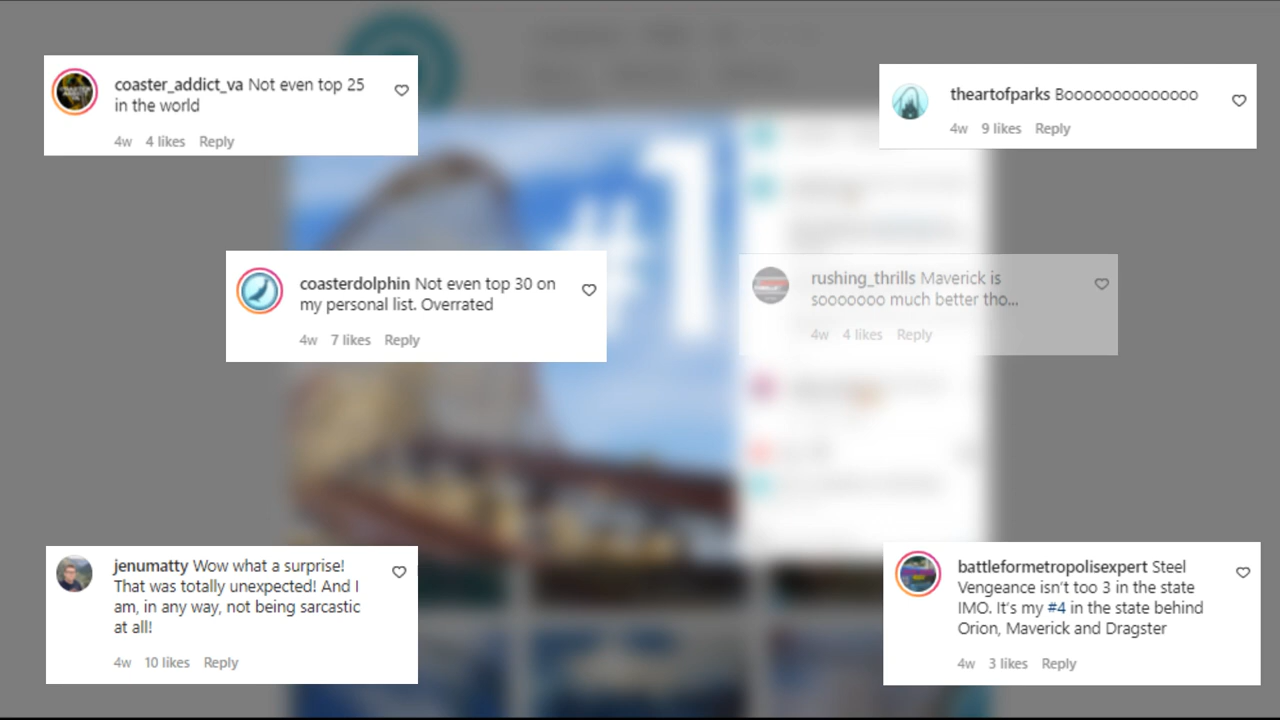 coaster_addict_va Not even top 25
in the world
4w 4 likes Reply
theartofparks Boooooooooooooo
4w 9 likes Reply
#1
coasterdolphin Not even top 30 on
my personal list. Overrated
4w 7 likes Reply
rushing_thrills Maverick is
sooooooo much better tho...
4w 4 likes Reply
jenumatty Wow what a surprise!
That was totally unexpected! And I
am, in any way, not being sarcastic
at all!
4w 10 likes Reply
battleformetropolisexpert Steel
Vengeance isn't too 3 in the state
IMO. It's my #4 in the state behind
Orion, Maverick and Dragster
4w 3 likes Reply